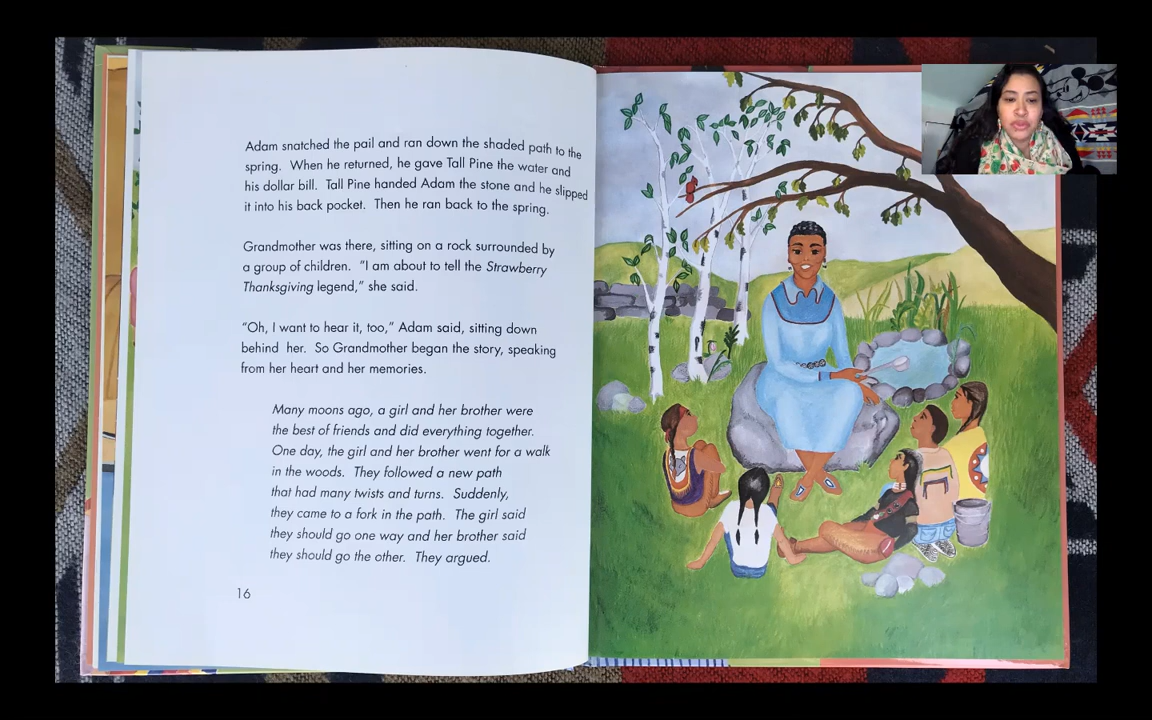 Adam snatched the pail and ran down the shaded path to the
spring. When he returned, he gave Tall Pine the water and
his dollar bill. Tall Pine handed Adam the stone and he slipped
it into his back pocket. Then he ran back to the spring.
Grandmother was there, sitting on a rock surrounded by
a group of children. "I am about to tell the Strawberry
Thanksgiving legend," she said.
"Oh, I want to hear it, too," Adam said, sitting down
behind her. So Grandmother began the story, speaking
from her heart and her memories.
Many moons ago, a girl and her brother were
the best of friends and did everything together.
One day, the girl and her brother went for a walk
in the woods. They followed a new path
that had many twists and turns. Suddenly,
they came to a fork in the path. The girl said
they should go one way and her brother said
they should go the other. They argued.
16